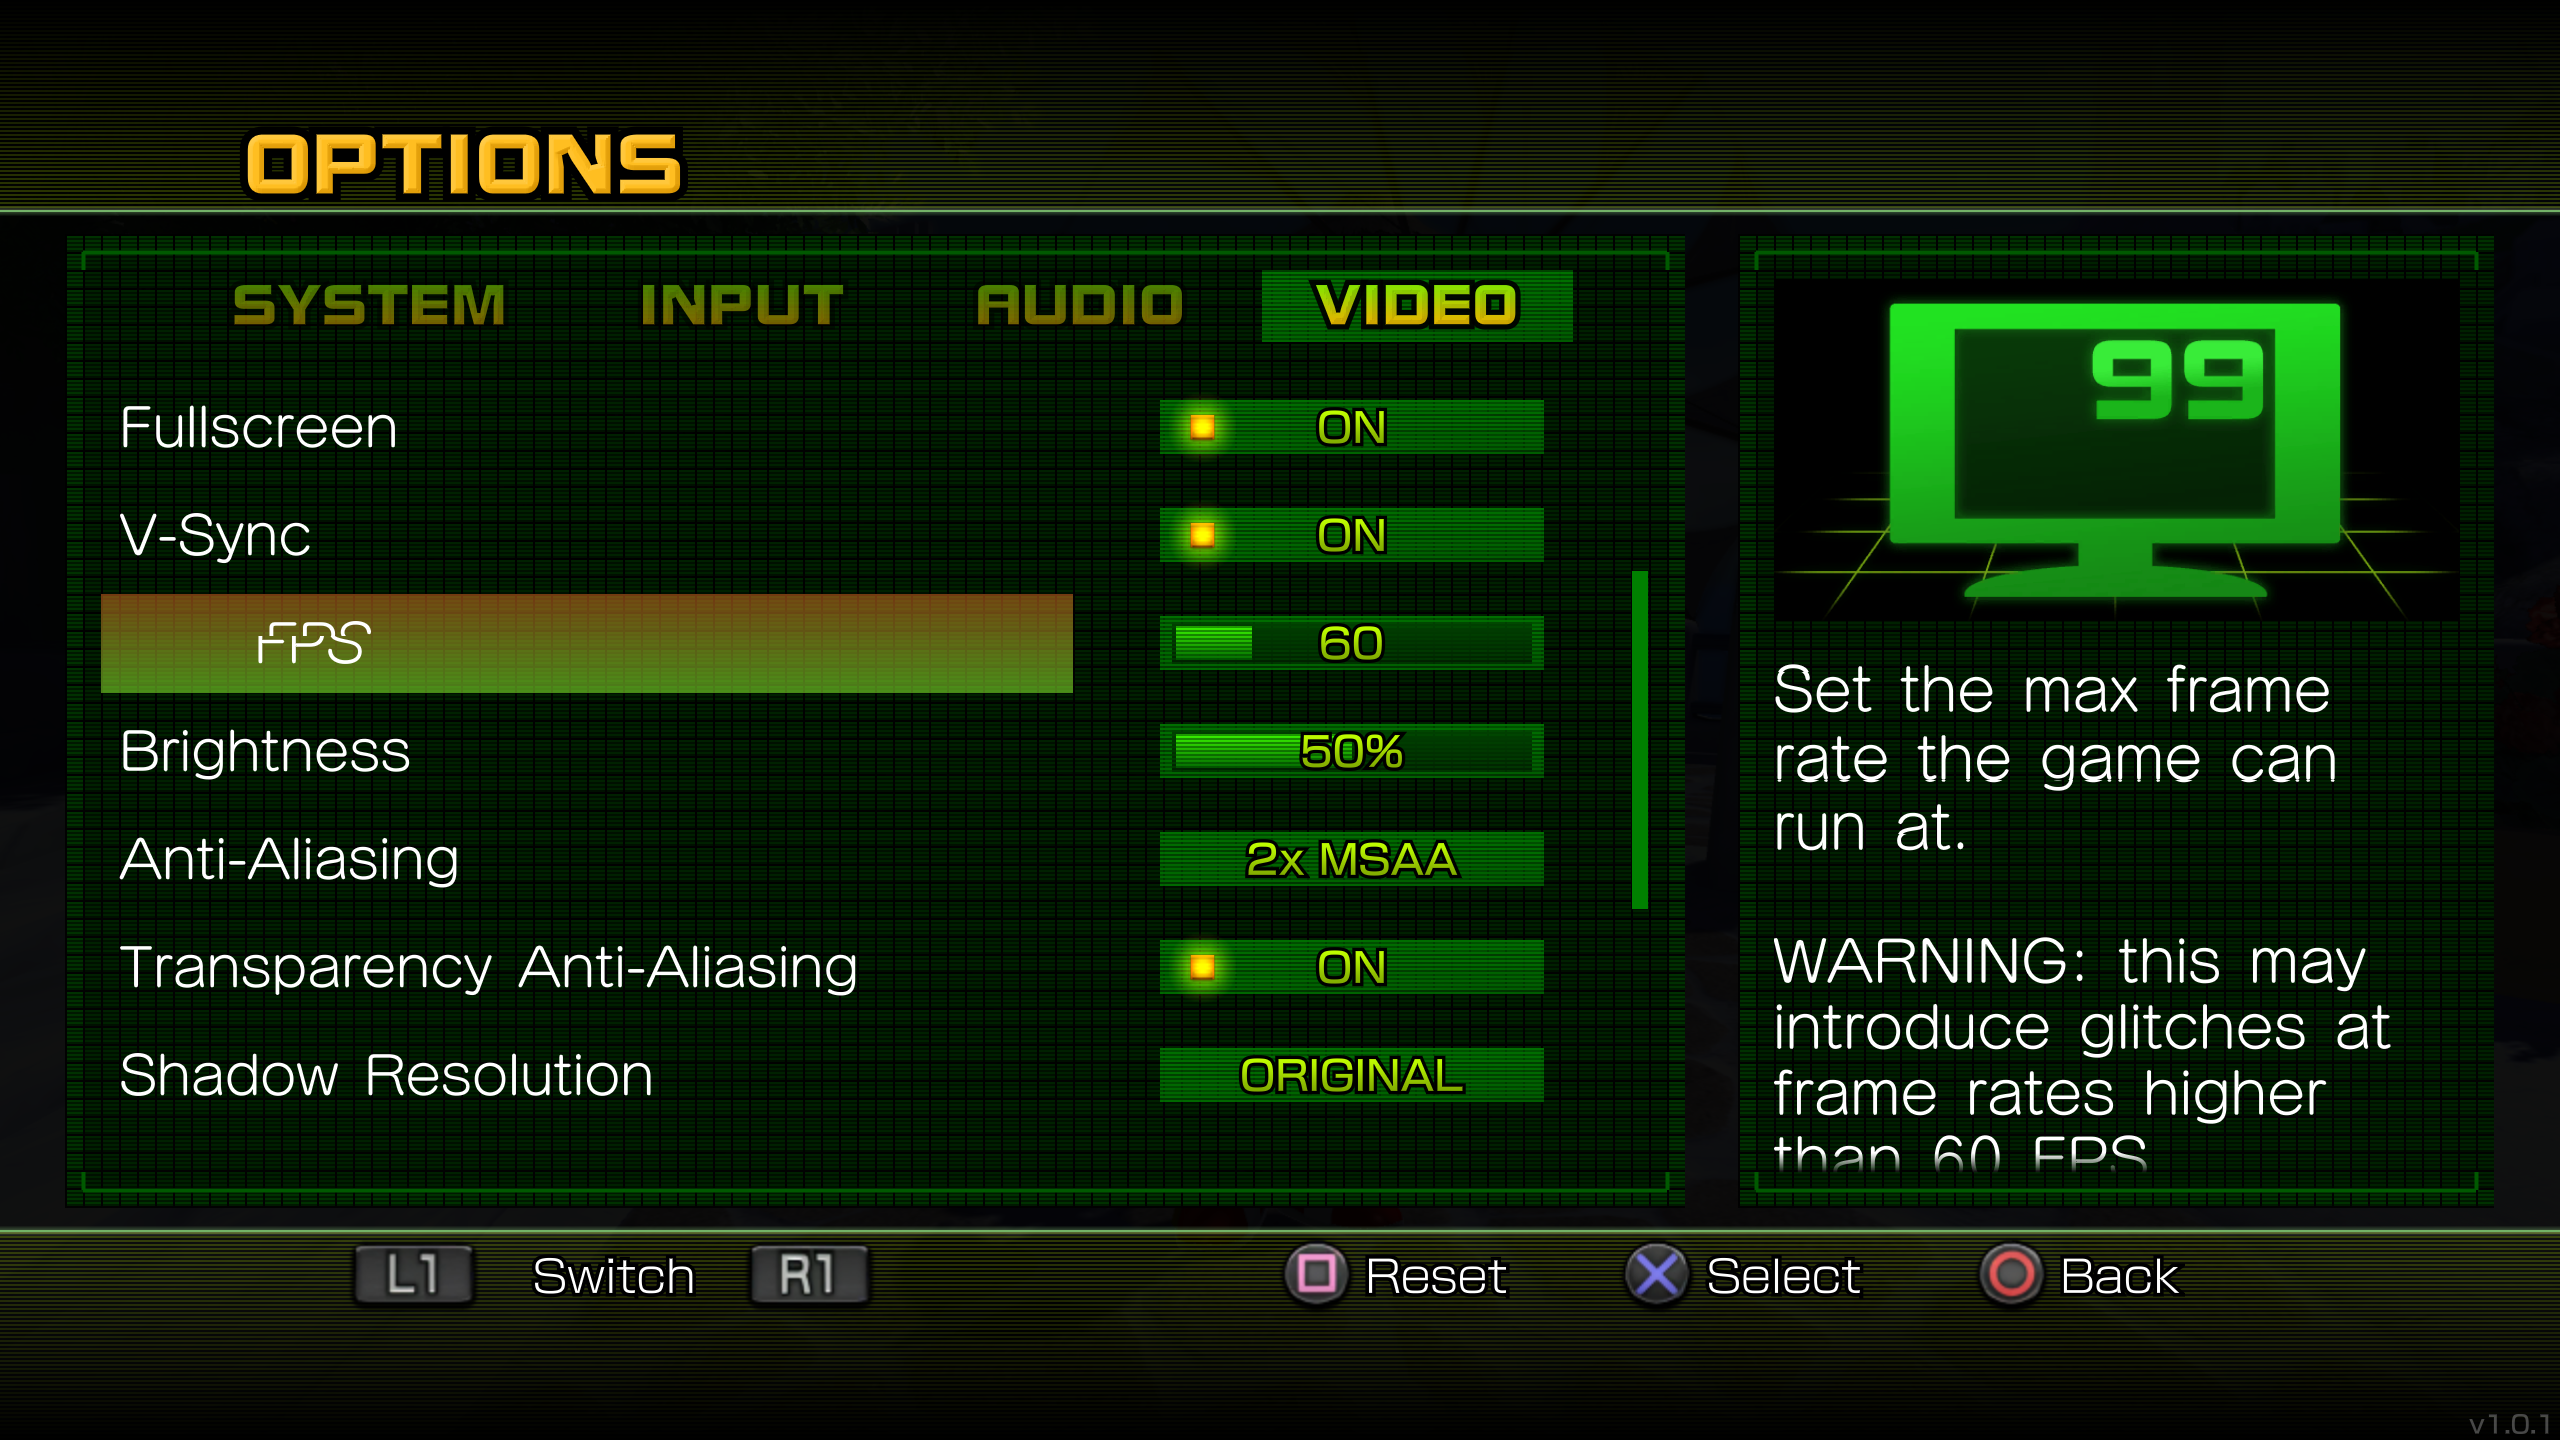 OPTIONS
SYSTEM INPUT AUDIO VIDEO
Fullscreen ON
V-Sync ON
FPS 60
Brightness 50%
Anti-Aliasing 2x MSAA
Transparency Anti-Aliasing ON
Shadow Resolution ORIGINAL
99
Set the max frame
rate the game can
run at.
WARNING: this may
introduce glitches at
frame rates higher
than 60 FPS
L1 Switch R1 Reset Select Back
v1.0.1